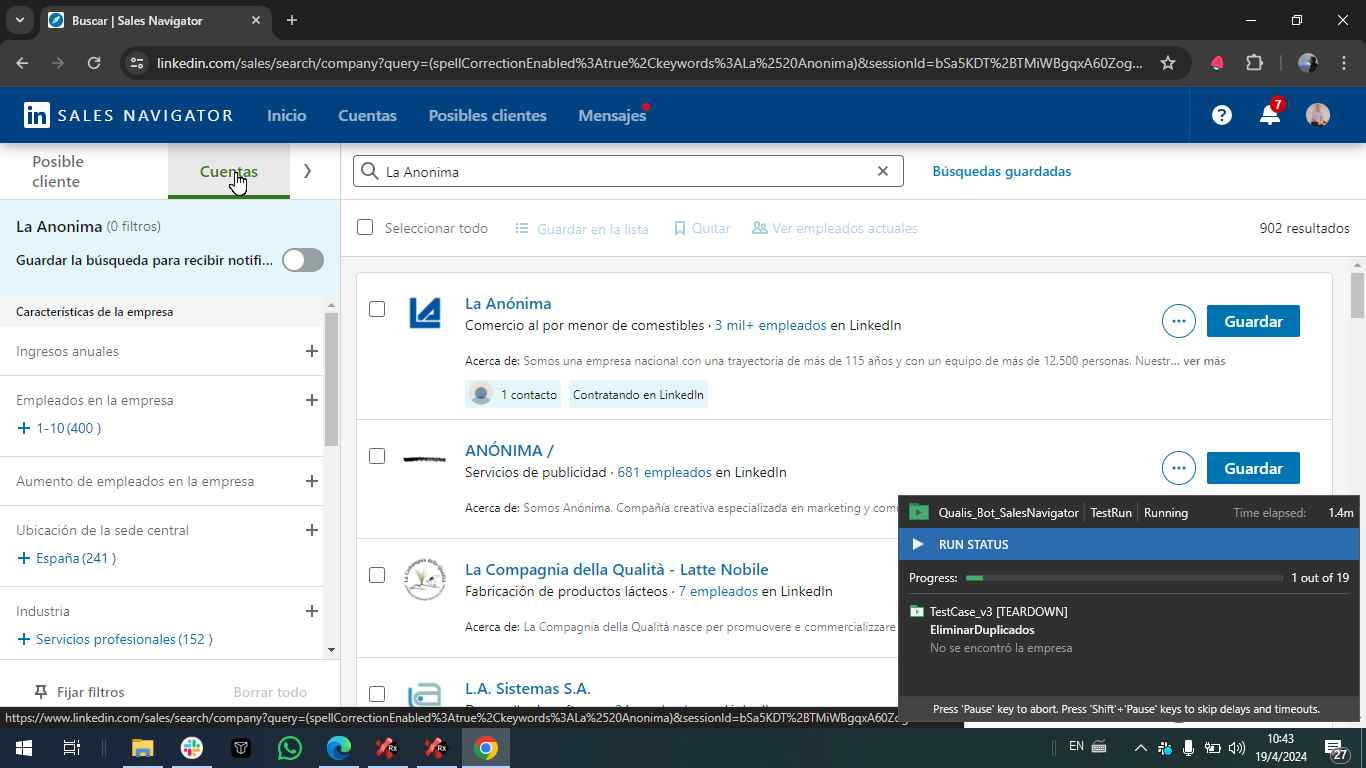 Buscar | Sales Navigator
linkedin.com/sales/search/company?query=(spellCorrectionEnabled%3Atrue%2Ckeywords%3ALa%2520Anonima)&sessionId=bSa5KDT%2BTMiWBgqxA60Zog...
in SALES NAVIGATOR Inicio Cuentas Posibles clientes Mensajes ? 7
Posible
cliente
Cuentas
La Anonima
Búsquedas guardadas
La Anonima (0 filtros)
Seleccionar todo Guardar en la lista Quitar Ver empleados actuales 902 resultados
Guardar la búsqueda para recibir notifi...
Características de la empresa
Ingresos anuales
Empleados en la empresa
1-10 (400 )
Aumento de empleados en la empresa
Ubicación de la sede central
España (241 )
Industria
Servicios profesionales (152 )
Fijar filtros Borrar todo
La Anónima
Comercio al por menor de comestibles · 3 mil+ empleados en LinkedIn
Guardar
Acerca de: Somos una empresa nacional con una trayectoria de más de 115 años y con un equipo de más de 12.500 personas. Nuestr... ver más
1 contacto Contratando en LinkedIn
ANÓNIMA /
Servicios de publicidad · 681 empleados en LinkedIn
Guardar
Acerca de: Somos Anónima. Compañía creativa especializada en marketing y com
La Compagnia della Qualità - Latte Nobile
Fabricación de productos lácteos · 7 empleados en LinkedIn
Acerca de: La Compagnia della Qualità nasce per promuovere e commercializzare
L.A. Sistemas S.A.
Qualis_Bot_SalesNavigator TestRun Running Time elapsed: 1.4m
RUN STATUS
Progress: 1 out of 19
TestCase_v3 [TEARDOWN]
EliminarDuplicados
No se encontró la empresa
Press 'Pause' key to abort. Press 'Shift'+'Pause' keys to skip delays and timeouts.
https://www.linkedin.com/sales/search/company?query=(spellCorrectionEnabled%3Atrue%2Ckeywords%3ALa%2520Anonima)&sessionId=bSa5KDT%2BTMiWBgqxA60Z
EN
10:43
19/4/2024
27